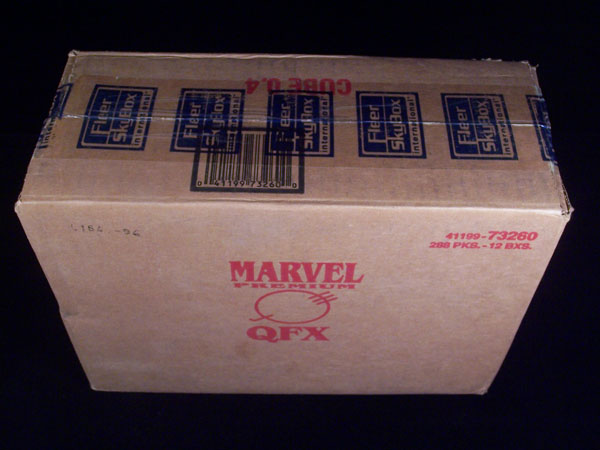 CUBE 0.4
Fleer
SkyBox
international
Fleer
SkyBox
international
Fleer
SkyBox
international
Fleer
SkyBox
international
Fleer
SkyBox
international
0 41199 73260 0
41199-73260
288 PKS. - 12 BXS.
MARVEL
PREMIUM
QFX